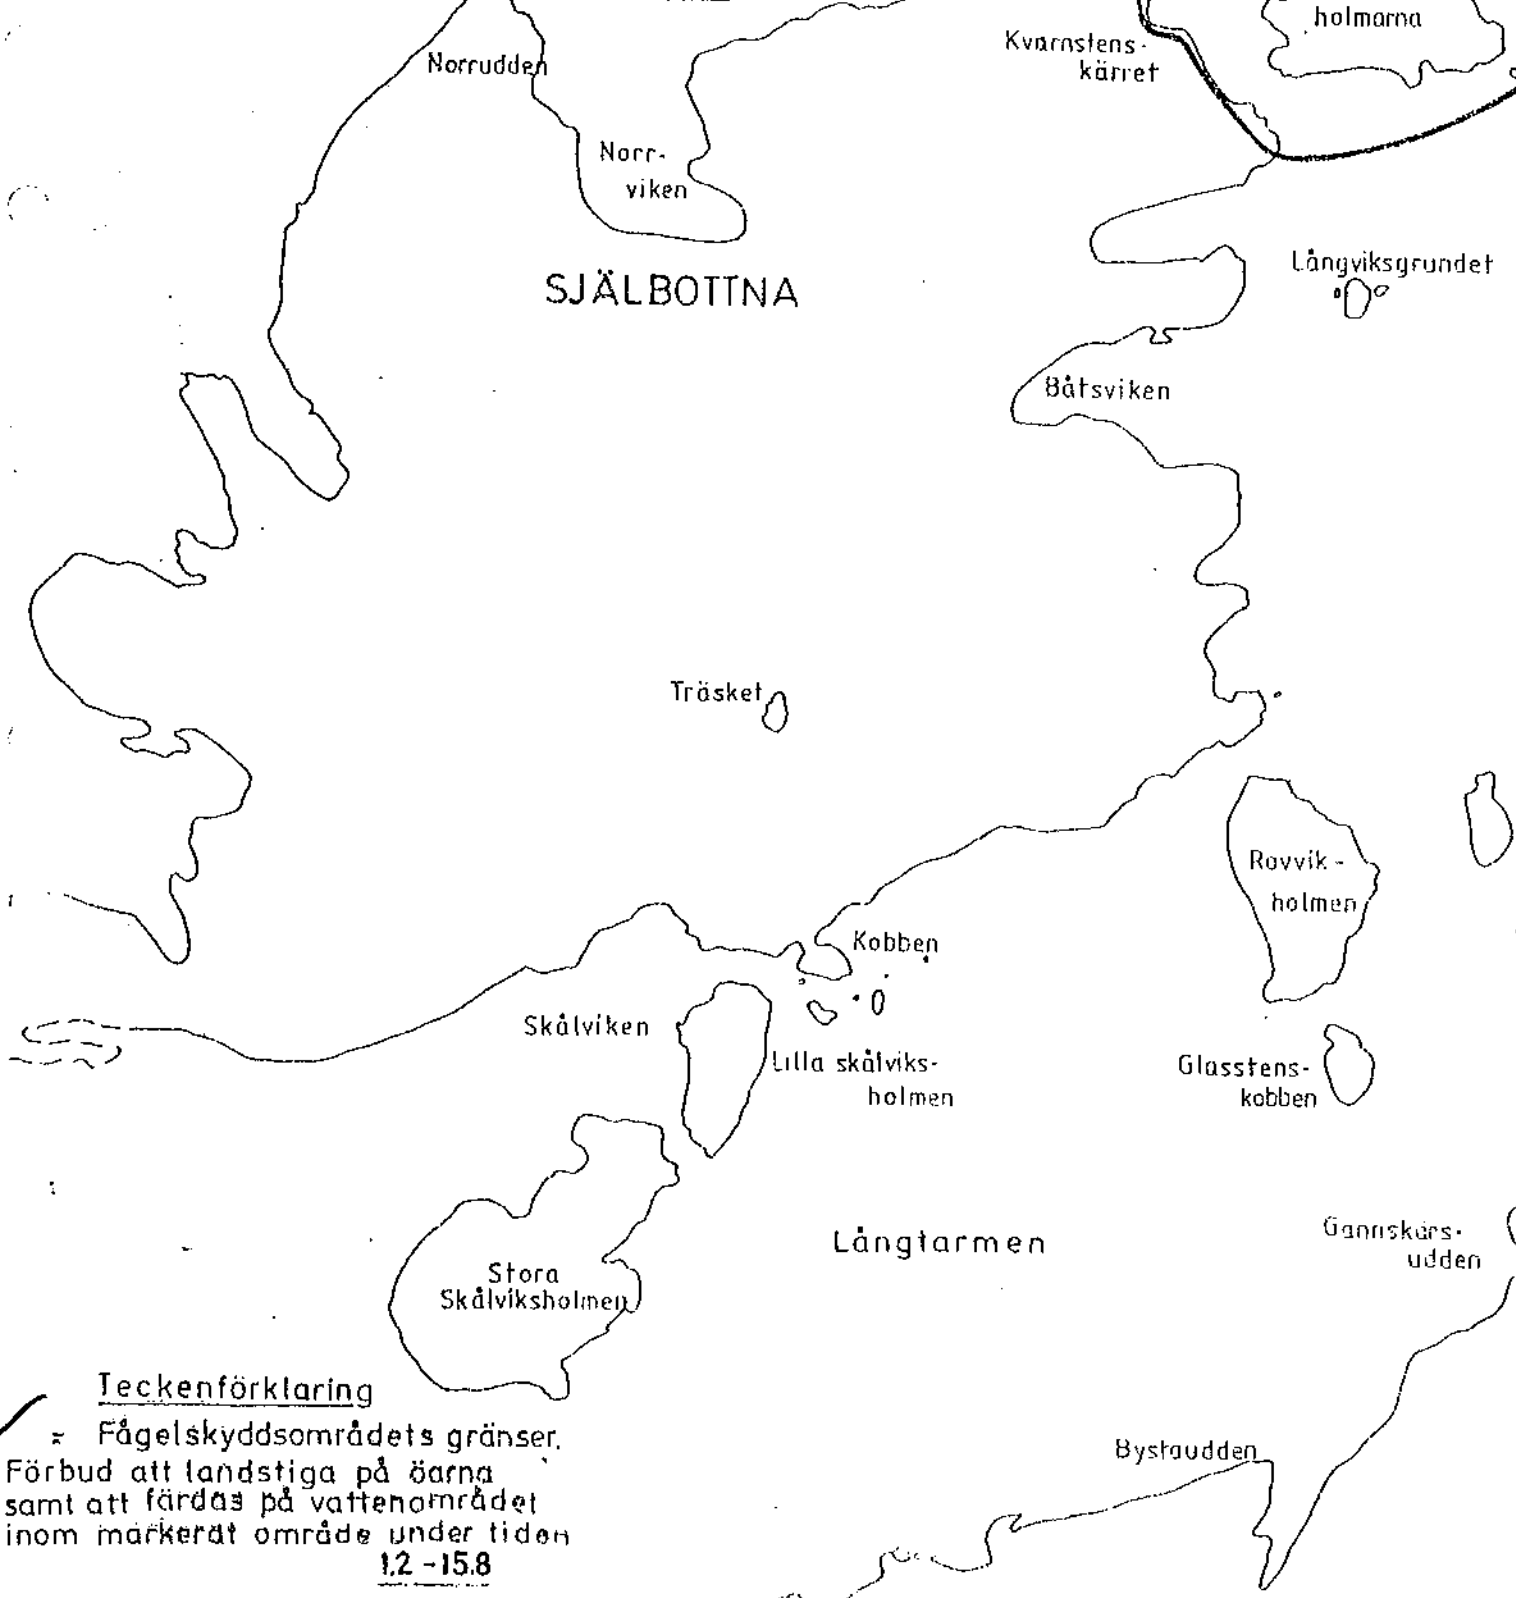 Norrudden
Kvarnstens-
kärret
holmarna
Norr-
viken
SJÄLBOTTNA
Långviksgrundet
Båtsviken
Träsket
Rovvik-
holmen
Kobben
Skålviken
Lilla skålviks-
holmen
Glasstens-
kobben
Långtarmen
Gannskärs-
udden
Stora
Skålviksholmen
Teckenförklaring
= Fågelskyddsområdets gränser.
Förbud att landstiga på öarna
samt att färdas på vattenområdet
inom markerat område under tiden
1.2 - 15.8
Bystaudden